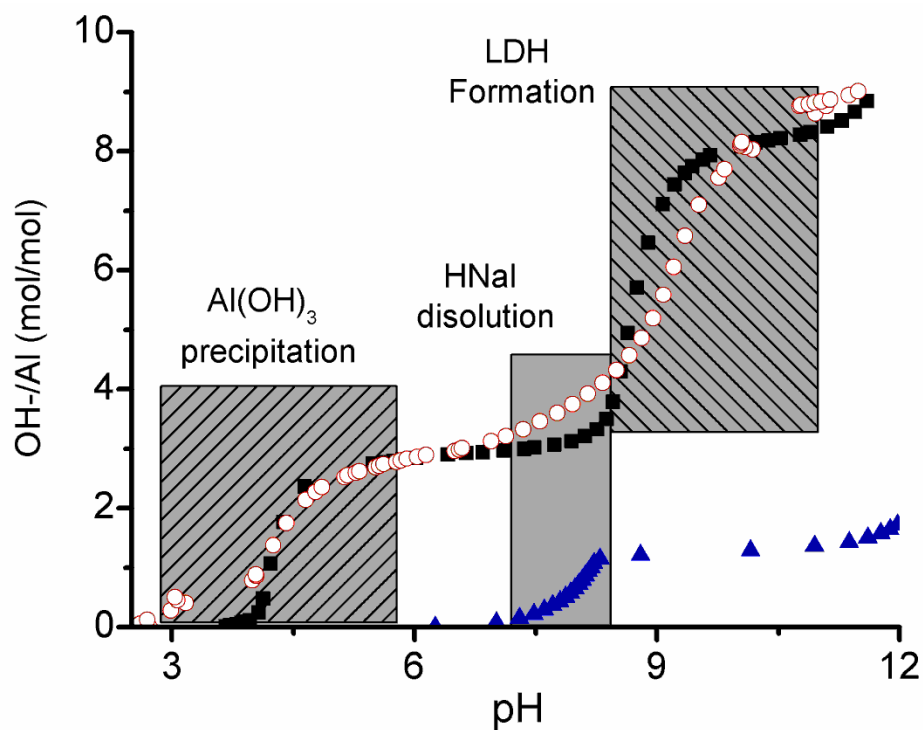 LDH
Formation
HNal
disolution
Al(OH)₃
precipitation
OH-/Al (mol/mol)
10
8
6
4
2
0
3
6
9
12
pH